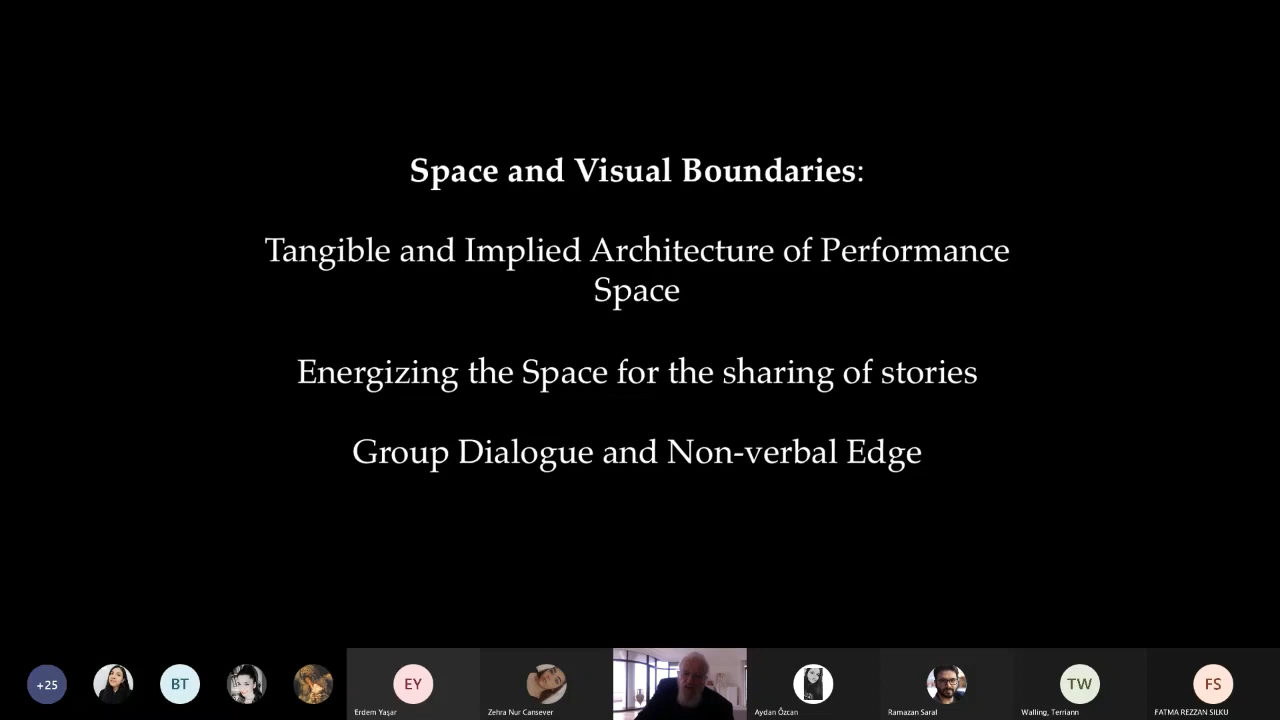 Space and Visual Boundaries:
Tangible and Implied Architecture of Performance
Space
Energizing the Space for the sharing of stories
Group Dialogue and Non-verbal Edge
+25
BT
EY
TW
FS
Erdem Yaşar
Zehra Nur Cansever
Aydan Özcan
Ramazan Saral
Walling, Terriann
FATMA REZZAN SILKU